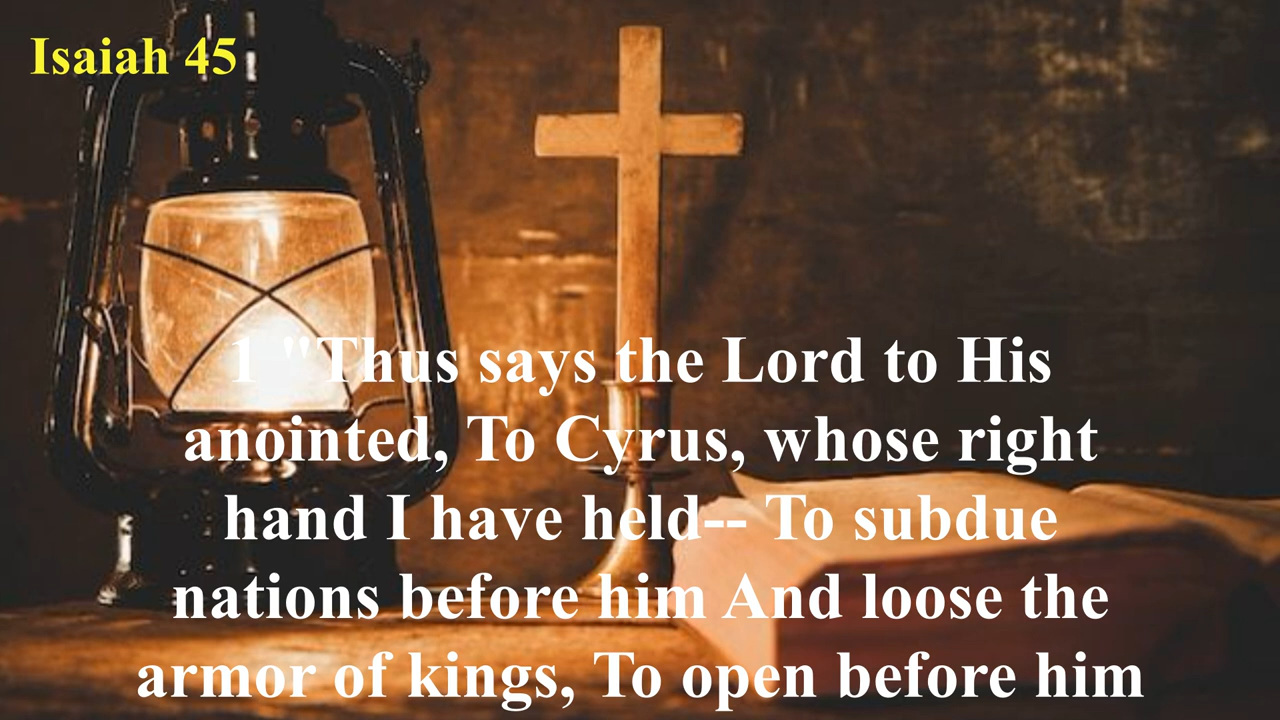 Isaiah 45
1 "Thus says the Lord to His
anointed, To Cyrus, whose right
hand I have held-- To subdue
nations before him And loose the
armor of kings, To open before him